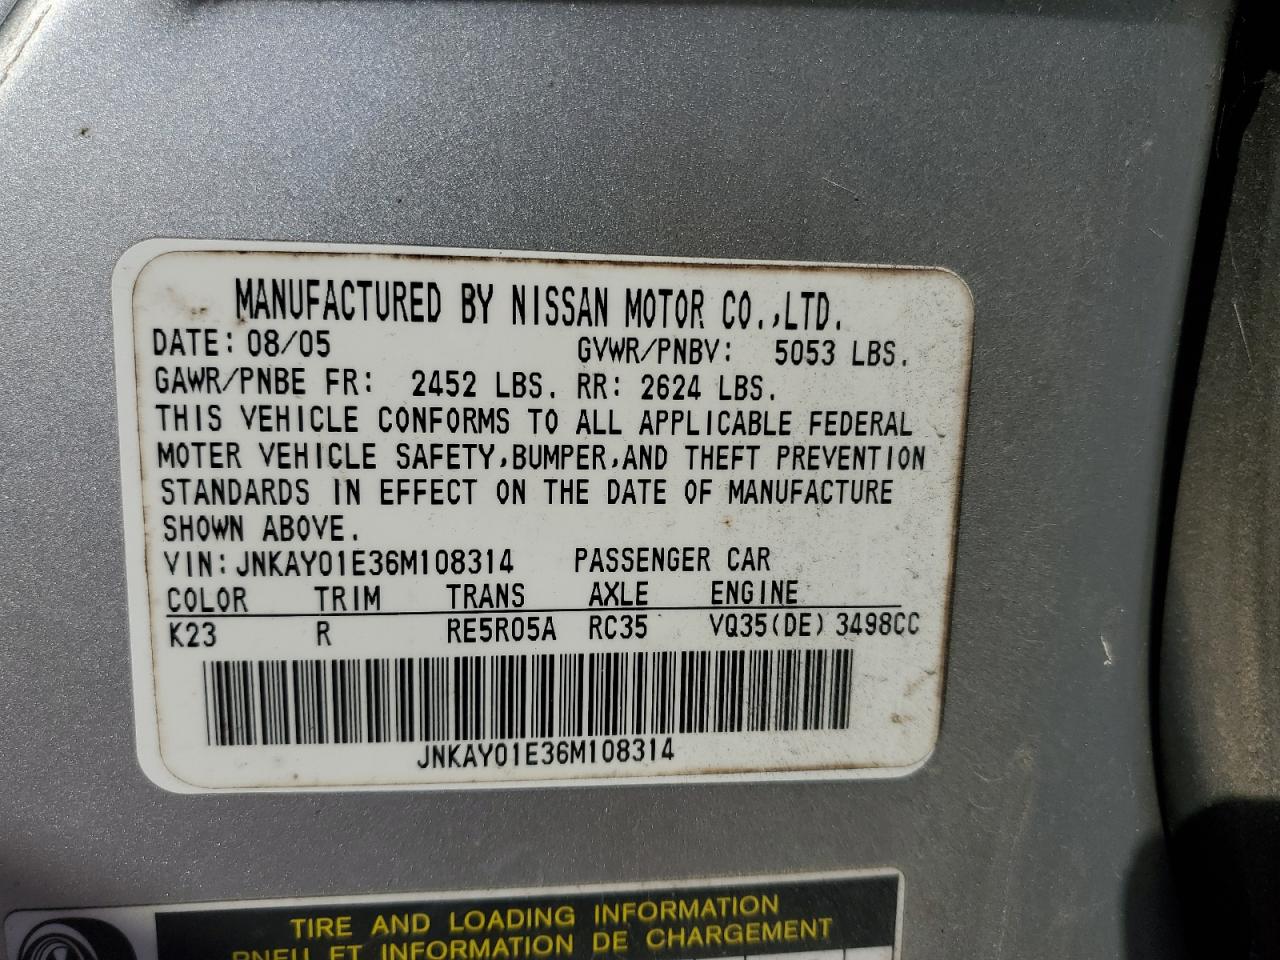 MANUFACTURED BY NISSAN MOTOR CO.,LTD.
DATE: 08/05 GVWR/PNBV: 5053 LBS.
GAWR/PNBE FR: 2452 LBS. RR: 2624 LBS.
THIS VEHICLE CONFORMS TO ALL APPLICABLE FEDERAL
MOTER VEHICLE SAFETY,BUMPER,AND THEFT PREVENTION
STANDARDS IN EFFECT ON THE DATE OF MANUFACTURE
SHOWN ABOVE.
VIN:JNKAY01E36M108314 PASSENGER CAR
COLOR TRIM TRANS AXLE ENGINE
K23 R RE5R05A RC35 VQ35(DE) 3498CC
JNKAY01E36M108314
TIRE AND LOADING INFORMATION
PNEU ET INFORMATION DE CHARGEMENT